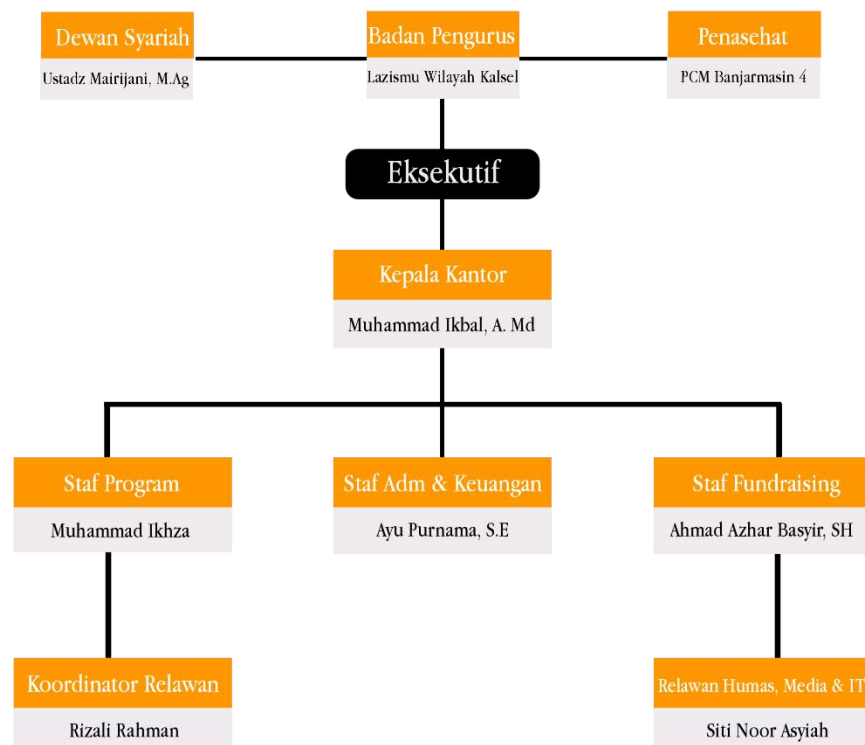 Dewan Syariah
Ustadz Mairijani, M.Ag
Badan Pengurus
Lazismu Wilayah Kalsel
Penasehat
PCM Banjarmasin 4
Eksekutif
Kepala Kantor
Muhammad Ikbal, A. Md
Staf Program
Muhammad Ikhza
Staf Adm & Keuangan
Ayu Purnama, S.E
Staf Fundraising
Ahmad Azhar Basyir, SH
Koordinator Relawan
Rizali Rahman
Relawan Humas, Media & IT
Siti Noor Asyiah